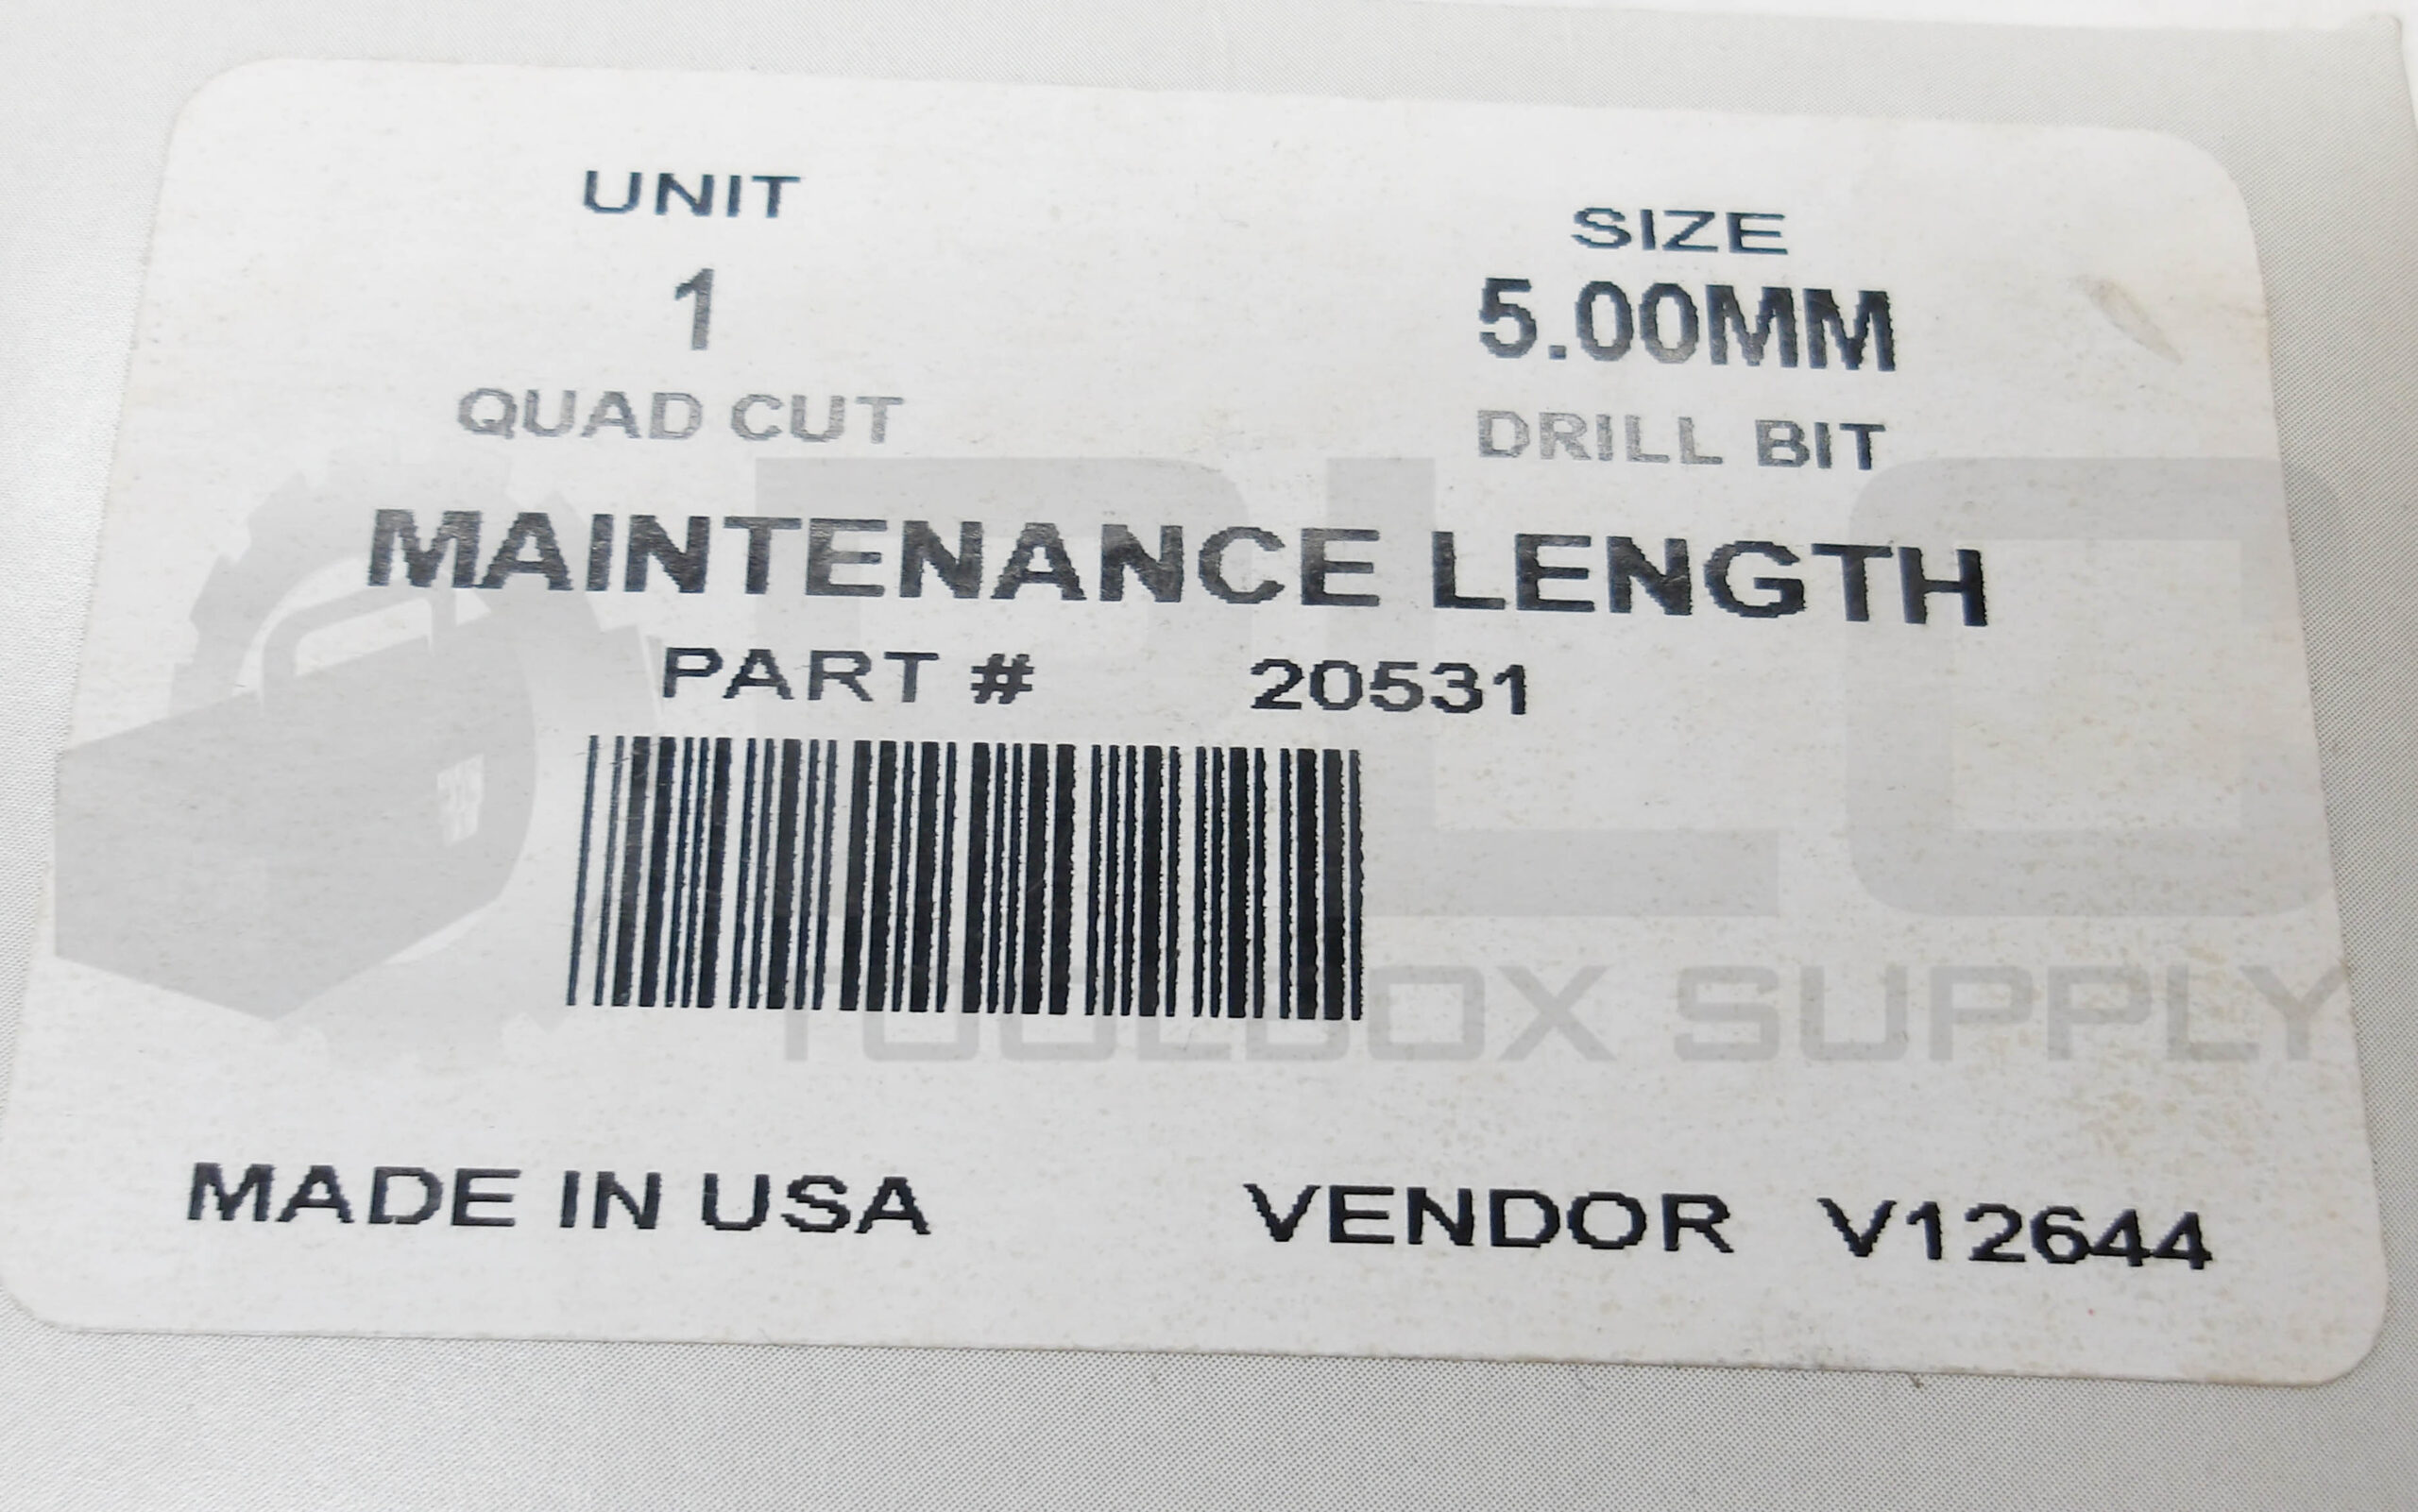 UNIT SIZE
1 5.00MM
QUAD CUT DRILL BIT
MAINTENANCE LENGTH
PART # 20531
PLC
TOOLBOX SUPPLY
MADE IN USA VENDOR V12644